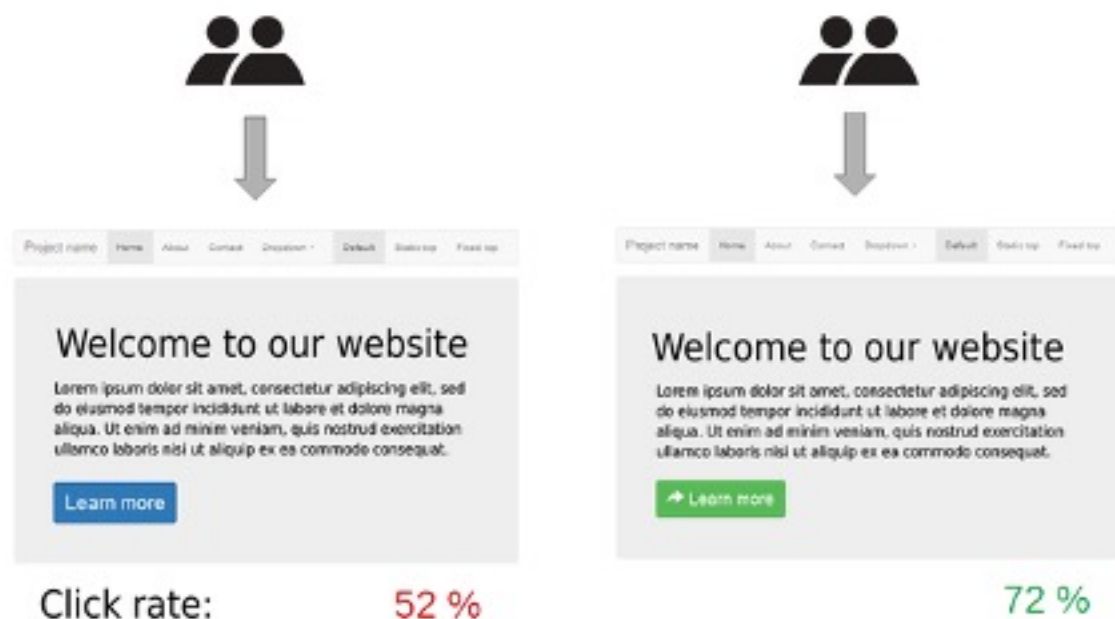 Project name Home About Contact Dropdown Default Static top Fixed top
Welcome to our website
Lorem ipsum dolor sit amet, consectetur adipiscing elit, sed
do eiusmod tempor incididunt ut labore et dolore magna
aliqua. Ut enim ad minim veniam, quis nostrud exercitation
ullamco laboris nisi ut aliquip ex ea commodo consequat.
Learn more
Click rate: 52 %
Project name Home About Contact Dropdown Default Static top Fixed top
Welcome to our website
Lorem ipsum dolor sit amet, consectetur adipiscing elit, sed
do eiusmod tempor incididunt ut labore et dolore magna
aliqua. Ut enim ad minim veniam, quis nostrud exercitation
ullamco laboris nisi ut aliquip ex ea commodo consequat.
Learn more
72 %